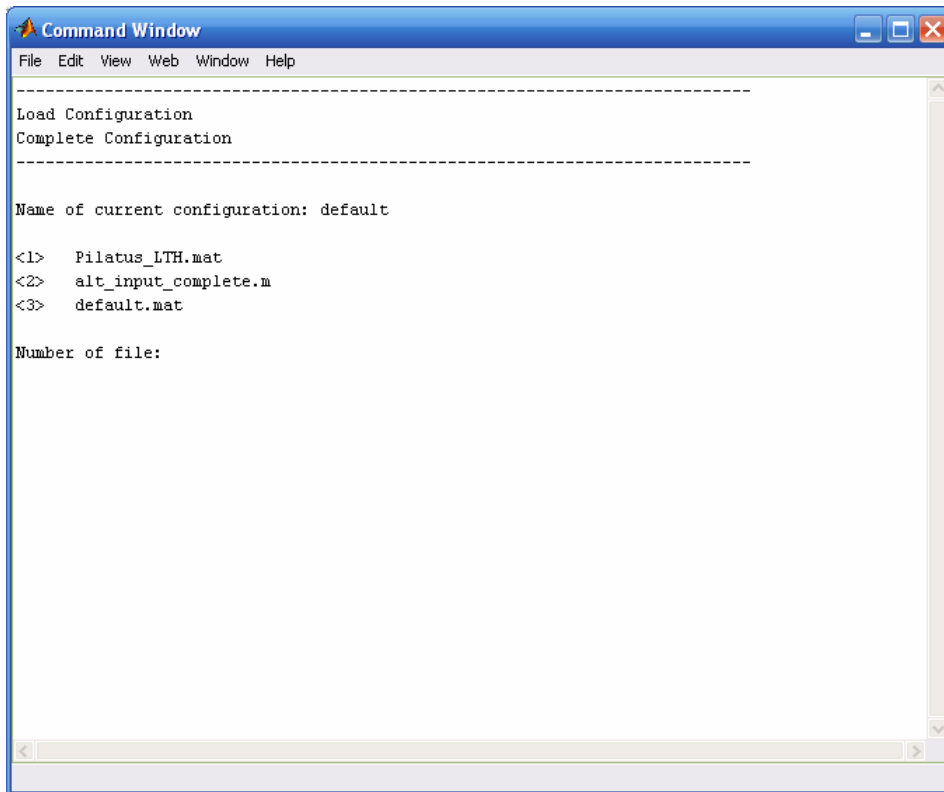 Command Window
File Edit View Web Window Help
---------------------------------------------------------------------------
Load Configuration
Complete Configuration
---------------------------------------------------------------------------
Name of current configuration: default
<1> Pilatus_LTH.mat
<2> alt_input_complete.m
<3> default.mat
Number of file: